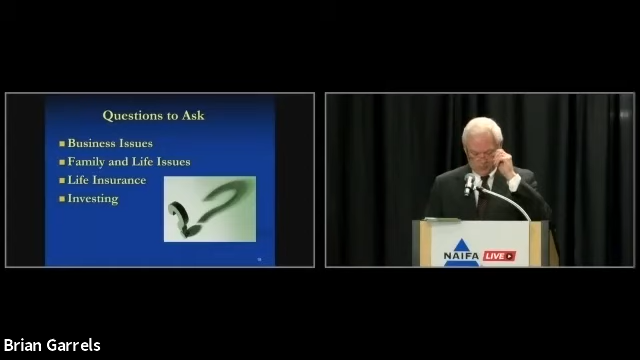 Questions to Ask
Business Issues
Family and Life Issues
Life Insurance
Investing
NAIFA LIVE
Brian Garrels